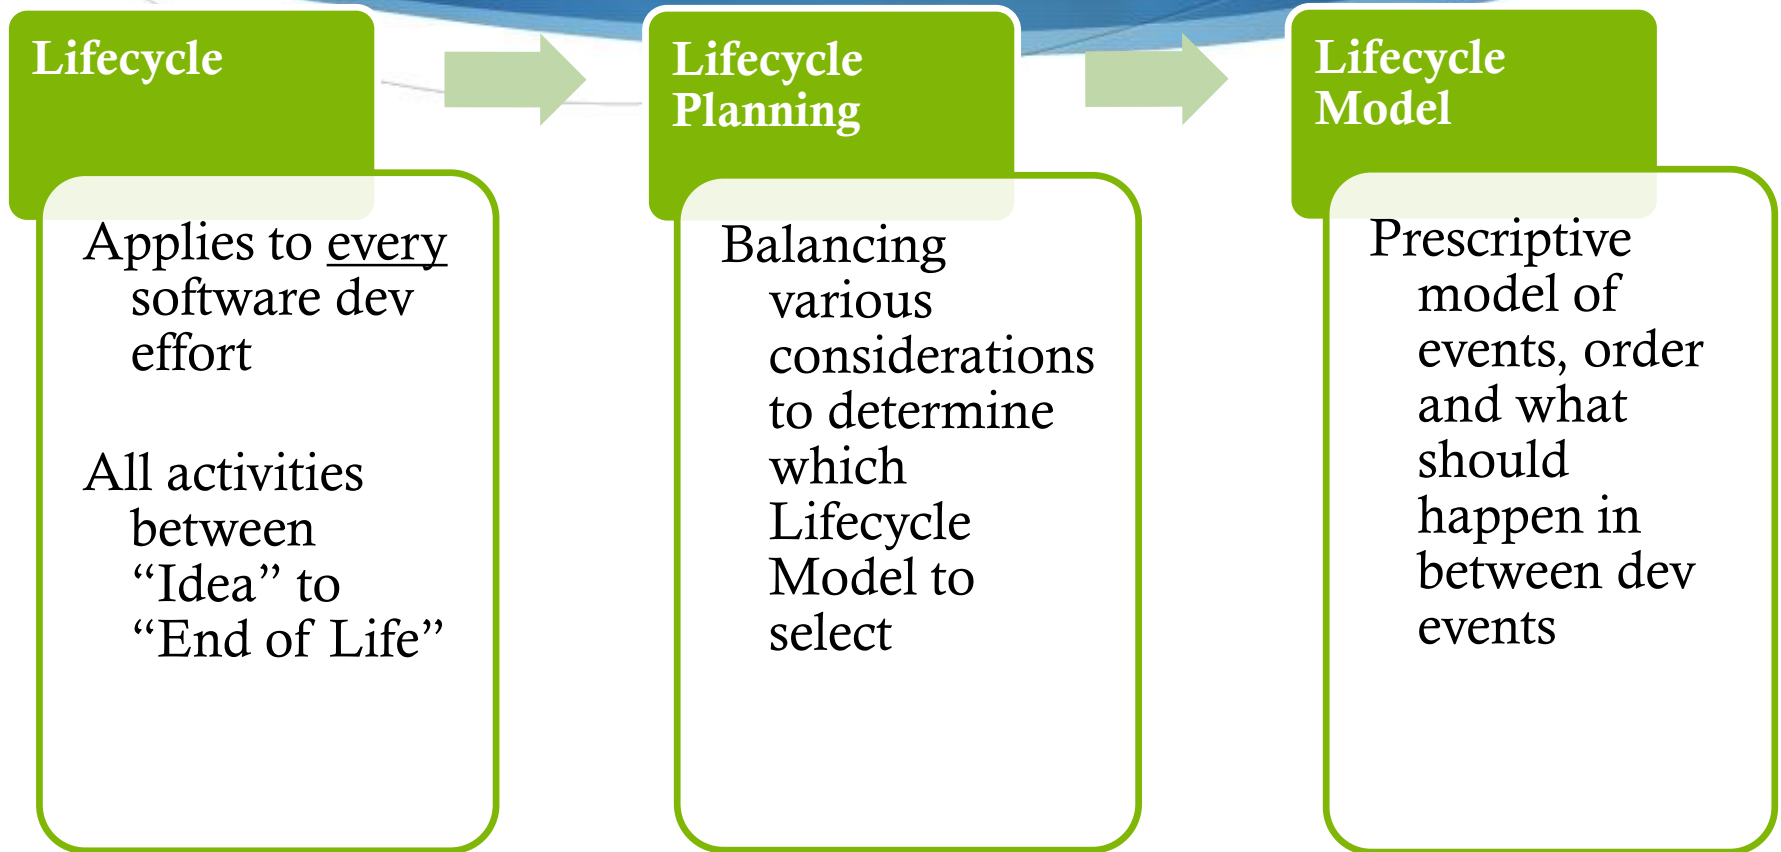 Lifecycle
Applies to every
software dev
effort
All activities
between
“Idea” to
“End of Life”
Lifecycle
Planning
Balancing
various
considerations
to determine
which
Lifecycle
Model to
select
Lifecycle
Model
Prescriptive
model of
events, order
and what
should
happen in
between dev
events